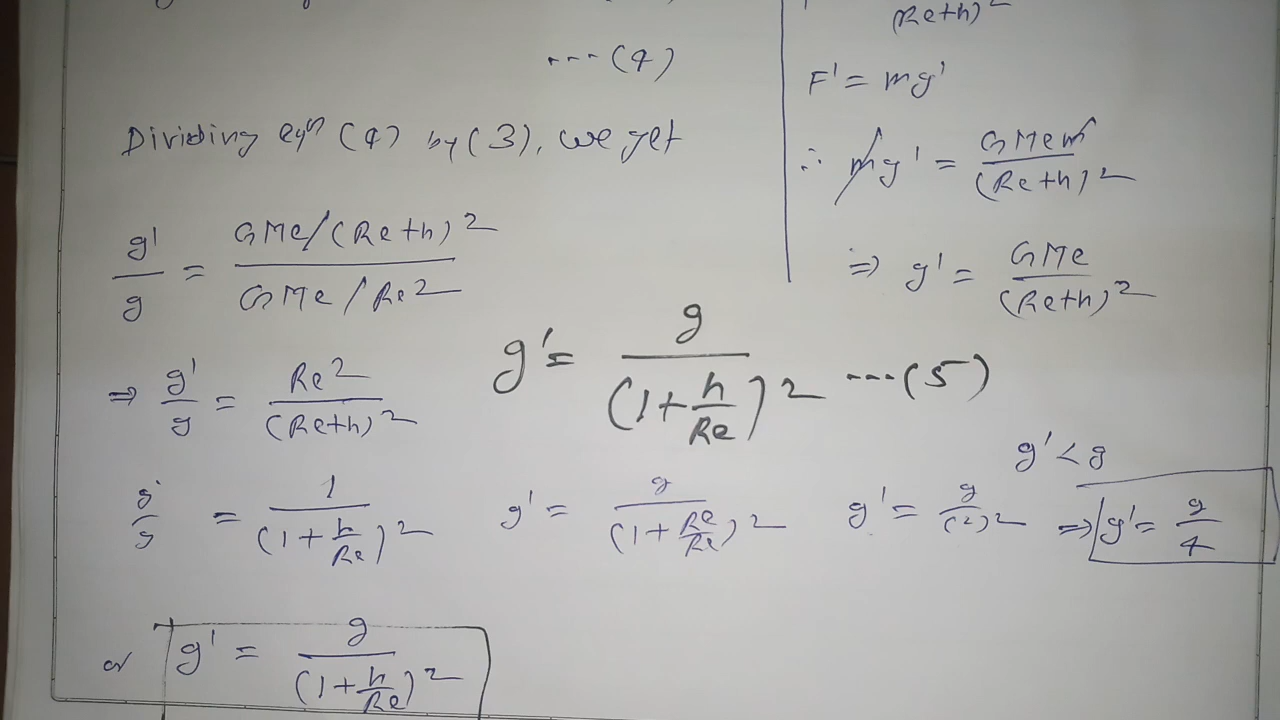 ---(4)
Dividing eqn (4) by (3), we get
g'/g = GMe/(Re+h)² / GMe/Re²
⇒ g'/g = Re²/(Re+h)²
g'/g = 1/(1+h/Re)²
or g' = g/(1+h/Re)²
g' = g/(1+h/Re)² ---(5)
g' = g/(1+Re/Re)² g' = g/(2)² ⇒ g' = g/4
g' < g
(Re+h)²
F' = mg'
∴ mg' = GMem/(Re+h)²
⇒ g' = GMe/(Re+h)²